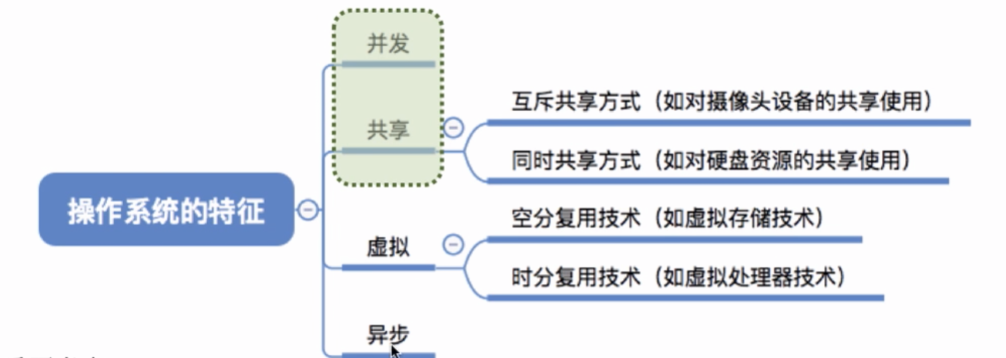 并发
互斥共享方式（如对摄像头设备的共享使用）
共享
同时共享方式（如对硬盘资源的共享使用）
操作系统的特征
空分复用技术（如虚拟存储技术）
虚拟
时分复用技术（如虚拟处理器技术）
异步